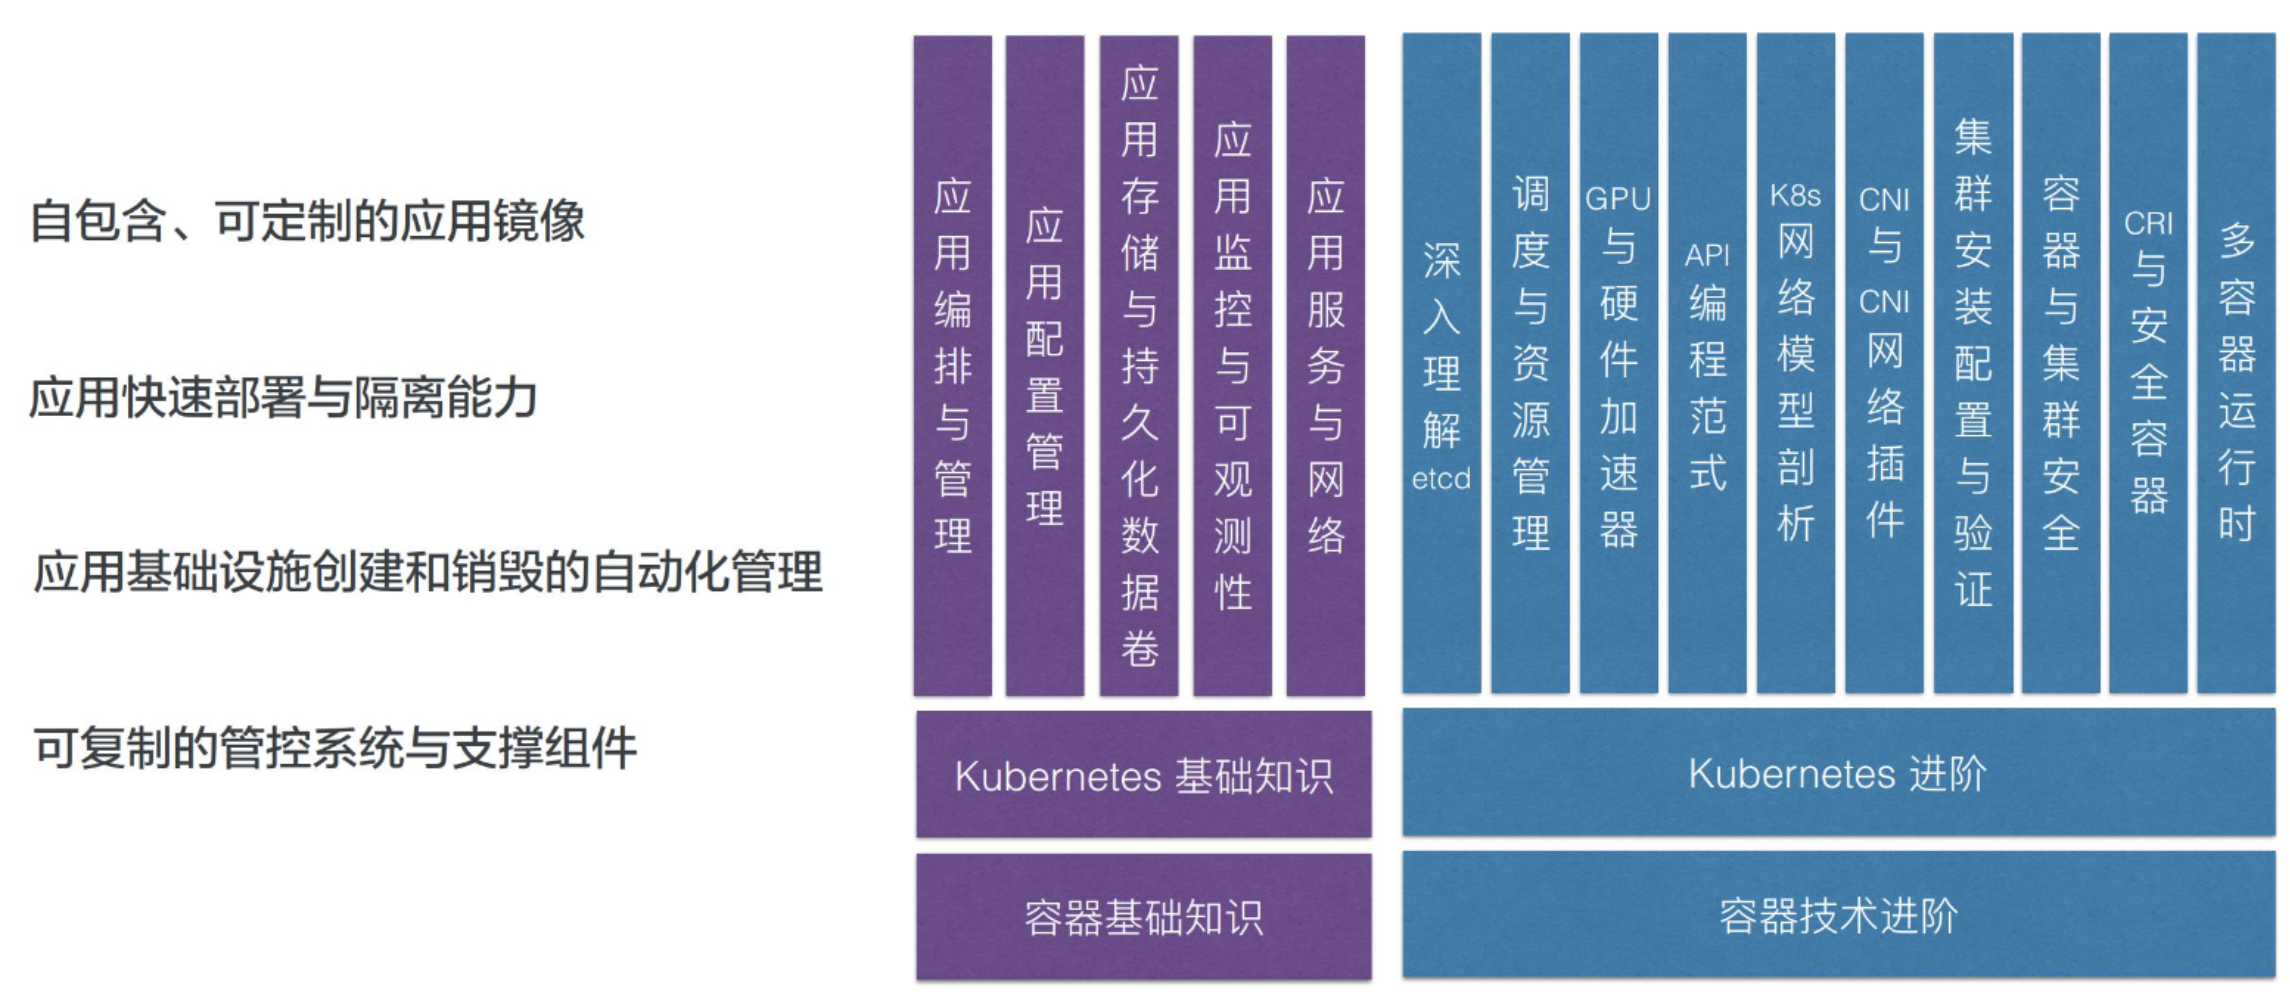 自包含、可定制的应用镜像
应用快速部署与隔离能力
应用基础设施创建和销毁的自动化管理
可复制的管控系统与支撑组件
应用编排与管理
应用配置管理
应用存储与持久化数据卷
应用监控与可观测性
应用服务与网络
Kubernetes 基础知识
容器基础知识
深入理解etcd
调度与资源管理
GPU与硬件加速器
API编程范式
K8s网络模型剖析
CNI与CNI网络插件
集群安装配置与验证
容器与集群安全
CRI与安全容器
多容器运行时
Kubernetes 进阶
容器技术进阶